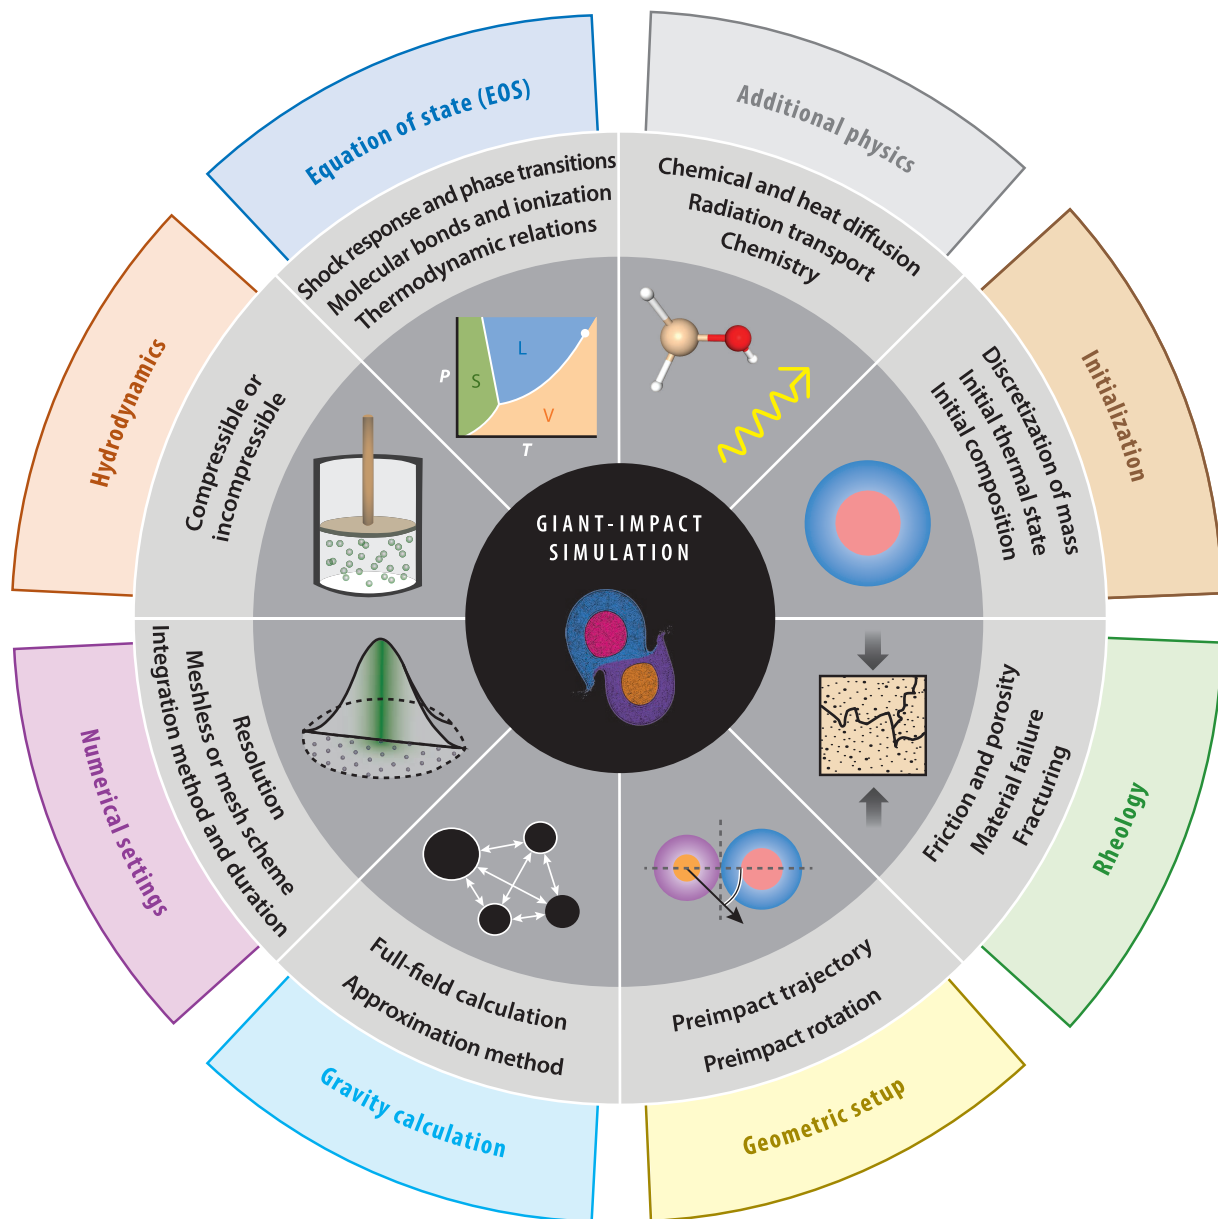 GIANT-IMPACT
SIMULATION
Equation of state (EOS)
Shock response and phase transitions
Molecular bonds and ionization
Thermodynamic relations
P
S
L
V
T
Additional physics
Chemical and heat diffusion
Radiation transport
Chemistry
Initialization
Discretization of mass
Initial thermal state
Initial composition
Rheology
Friction and porosity
Material failure
Fracturing
Geometric setup
Preimpact trajectory
Preimpact rotation
Gravity calculation
Full-field calculation
Approximation method
Numerical settings
Resolution
Meshless or mesh scheme
Integration method and duration
Hydrodynamics
Compressible or
incompressible